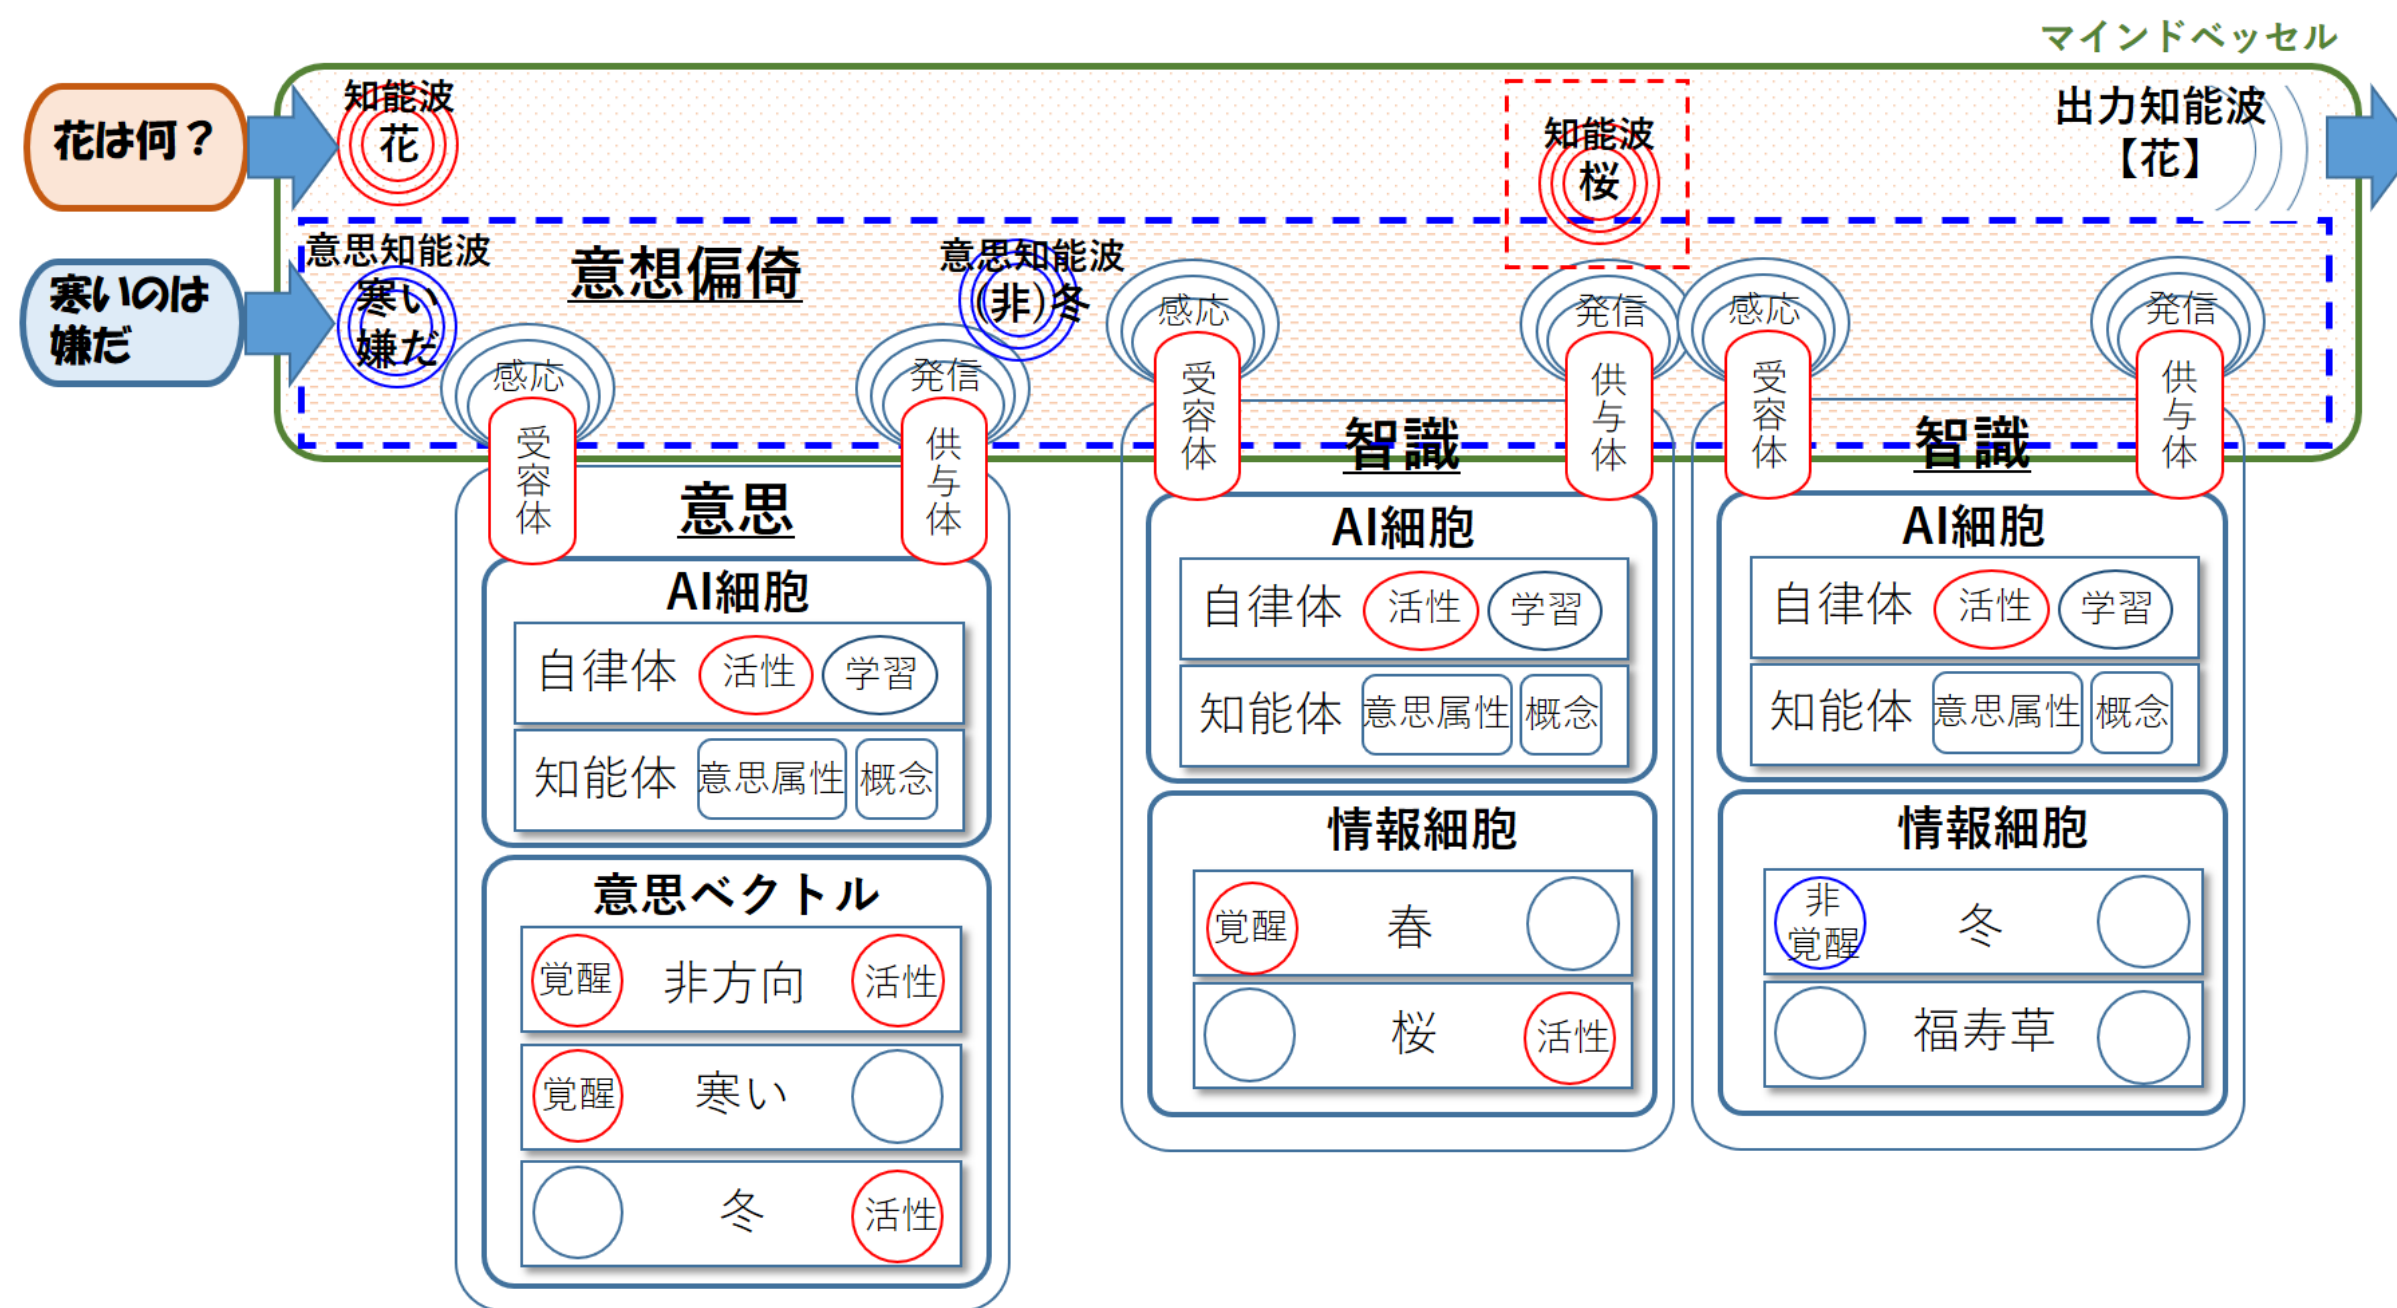 マインドベッセル
花は何？
知能波
花
知能波
桜
出力知能波
【花】
寒いのは
嫌だ
意思知能波
寒い
嫌だ
意想偏倚
意思知能波
(非)冬
感応
受容体
発信
供与体
感応
受容体
発信
供与体
感応
受容体
発信
供与体
意思
AI細胞
自律体
活性
学習
知能体
意思属性
概念
意思ベクトル
覚醒
非方向
活性
覚醒
寒い
冬
活性
智識
AI細胞
自律体
活性
学習
知能体
意思属性
概念
情報細胞
覚醒
春
桜
活性
智識
AI細胞
自律体
活性
学習
知能体
意思属性
概念
情報細胞
非
覚醒
冬
福寿草